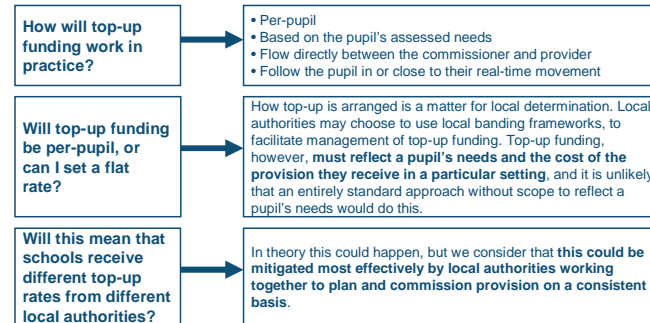 How will top-up
funding work in
practice?
• Per-pupil
• Based on the pupil's assessed needs
• Flow directly between the commissioner and provider
• Follow the pupil in or close to their real-time movement
Will top-up funding
be per-pupil, or
can I set a flat
rate?
How top-up is arranged is a matter for local determination. Local
authorities may choose to use local banding frameworks, to
facilitate management of top-up funding. Top-up funding,
however, must reflect a pupil's needs and the cost of the
provision they receive in a particular setting, and it is unlikely
that an entirely standard approach without scope to reflect a
pupil's needs would do this.
Will this mean that
schools receive
different top-up
rates from different
local authorities?
In theory this could happen, but we consider that this could be
mitigated most effectively by local authorities working
together to plan and commission provision on a consistent
basis.